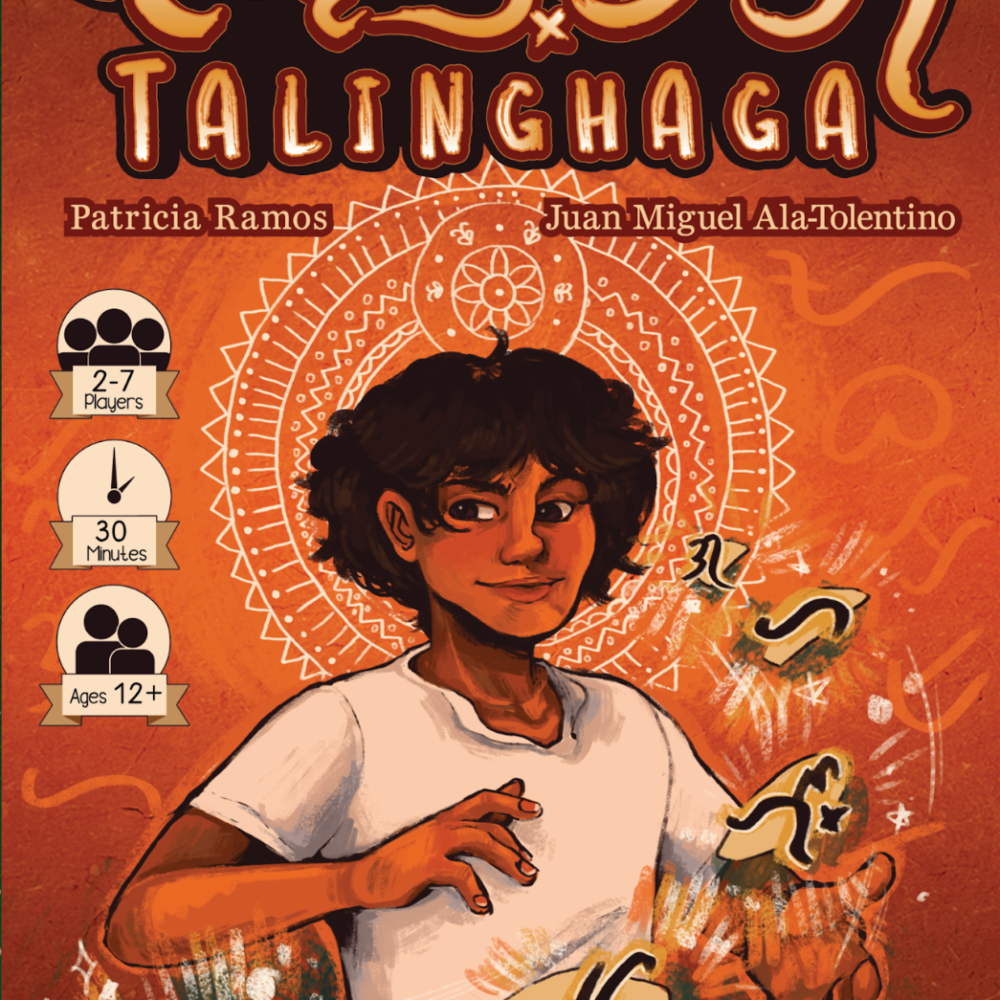 TALINGHAGA
Patricia Ramos
Juan Miguel Ala-Tolentino
2-7
Players
30
Minutes
Ages 12+